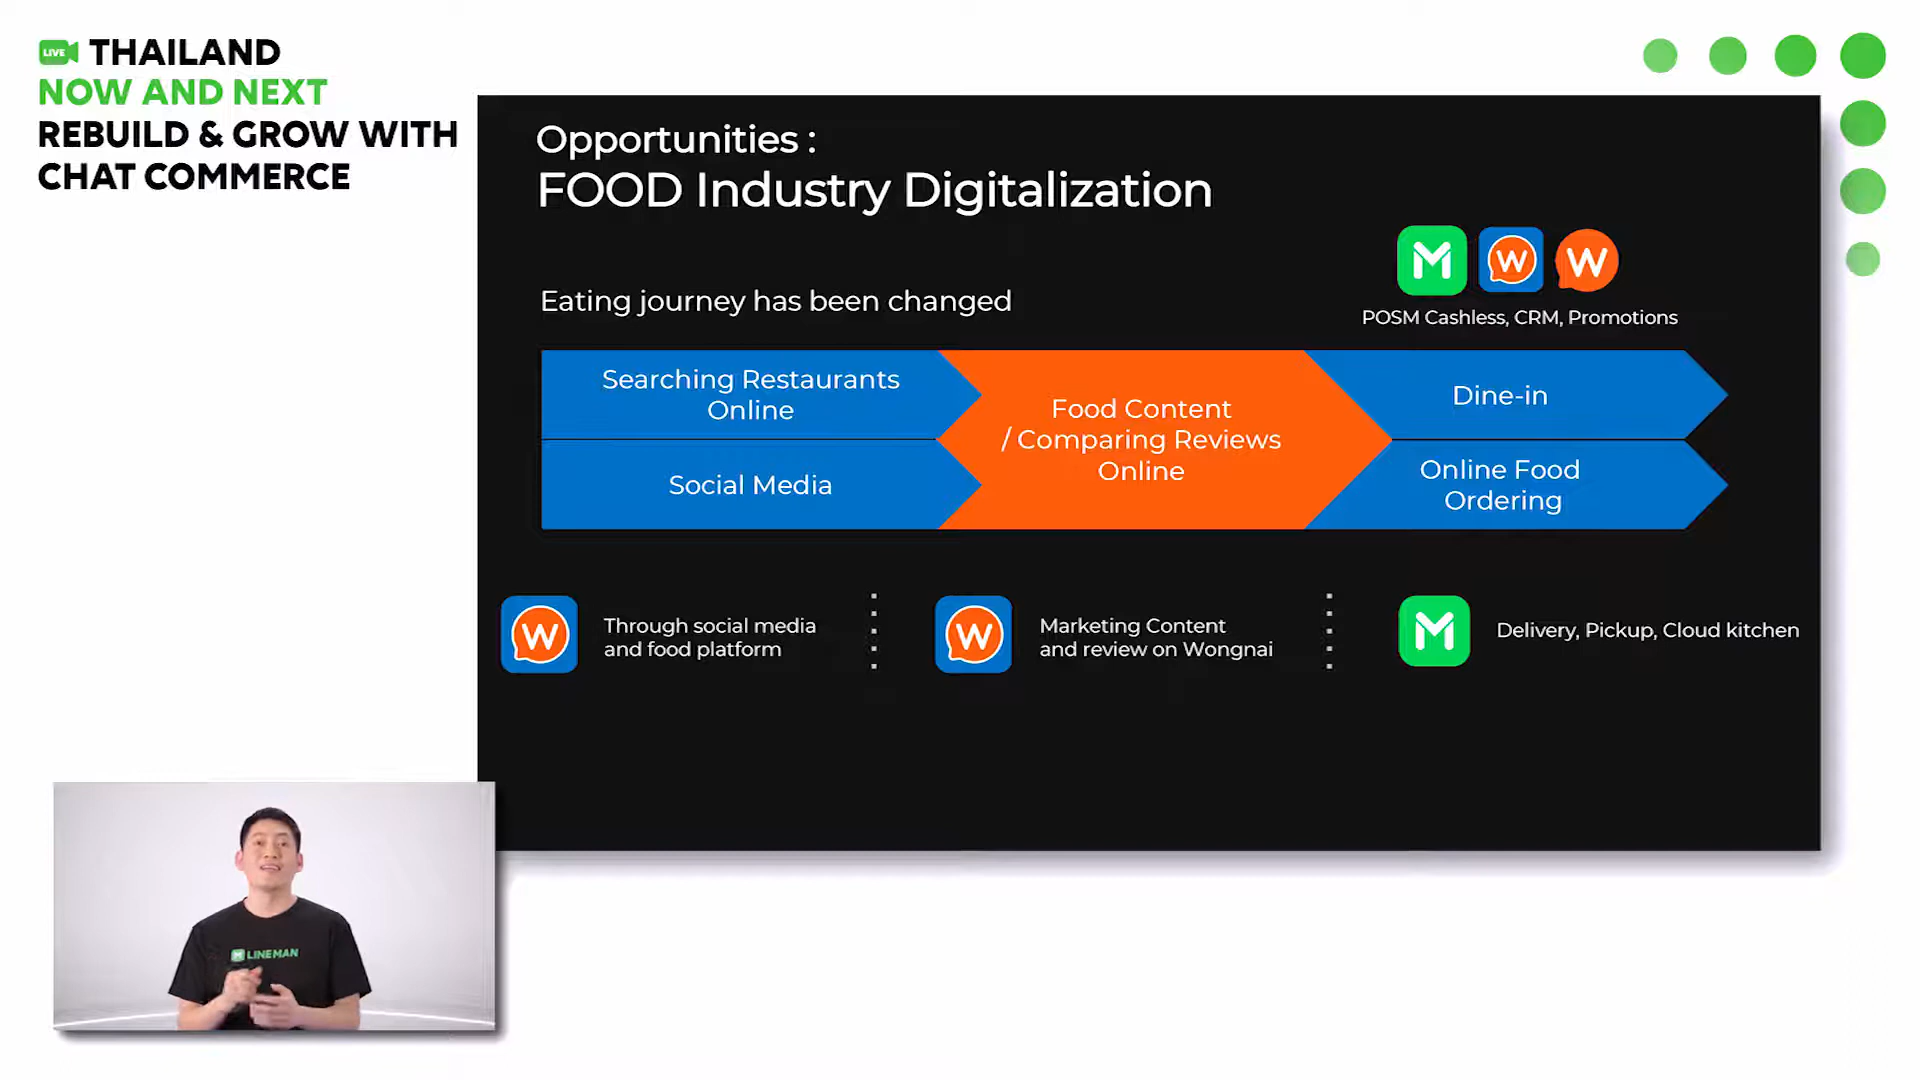 LIVE THAILAND
NOW AND NEXT
REBUILD & GROW WITH
CHAT COMMERCE
Opportunities :
FOOD Industry Digitalization
M W W
POSM Cashless, CRM, Promotions
Eating journey has been changed
Searching Restaurants
Online
Social Media
Food Content
/ Comparing Reviews
Online
Dine-in
Online Food
Ordering
W
Through social media
and food platform
W
Marketing Content
and review on Wongnai
M
Delivery, Pickup, Cloud kitchen
M LINE MAN